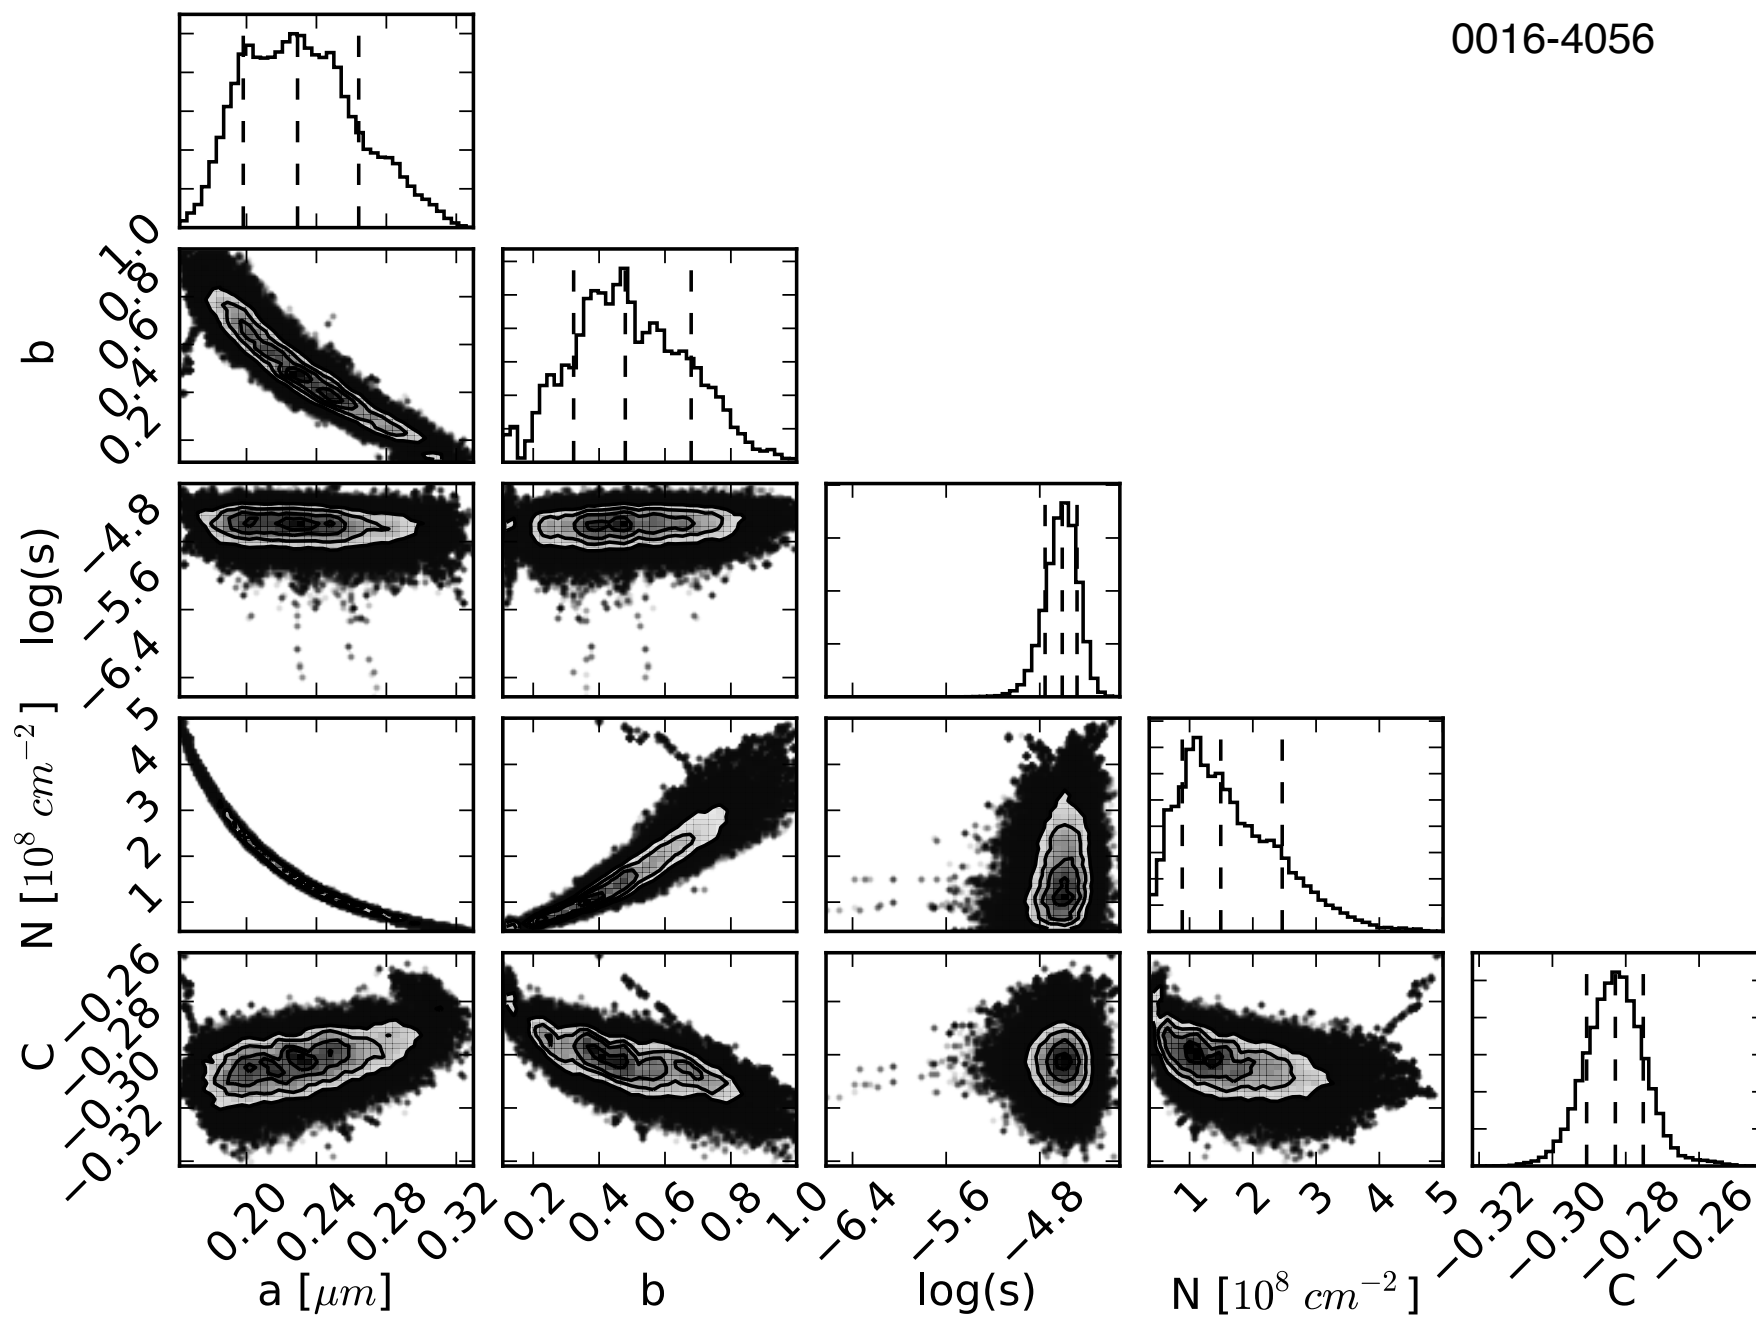 0016-4056
1.0
0.8
0.6
0.4
0.2
b
−4.8
−5.6
−6.4
log(s)
5
4
3
2
1
N [10⁸ cm⁻²]
−0.26
−0.28
−0.30
−0.32
C
0.20 0.24 0.28 0.32
0.2 0.4 0.6 0.8 1.0
−6.4 −5.6 −4.8
1 2 3 4 5
−0.32 −0.30 −0.28 −0.26
a [μm] b log(s) N [10⁸ cm⁻²] C